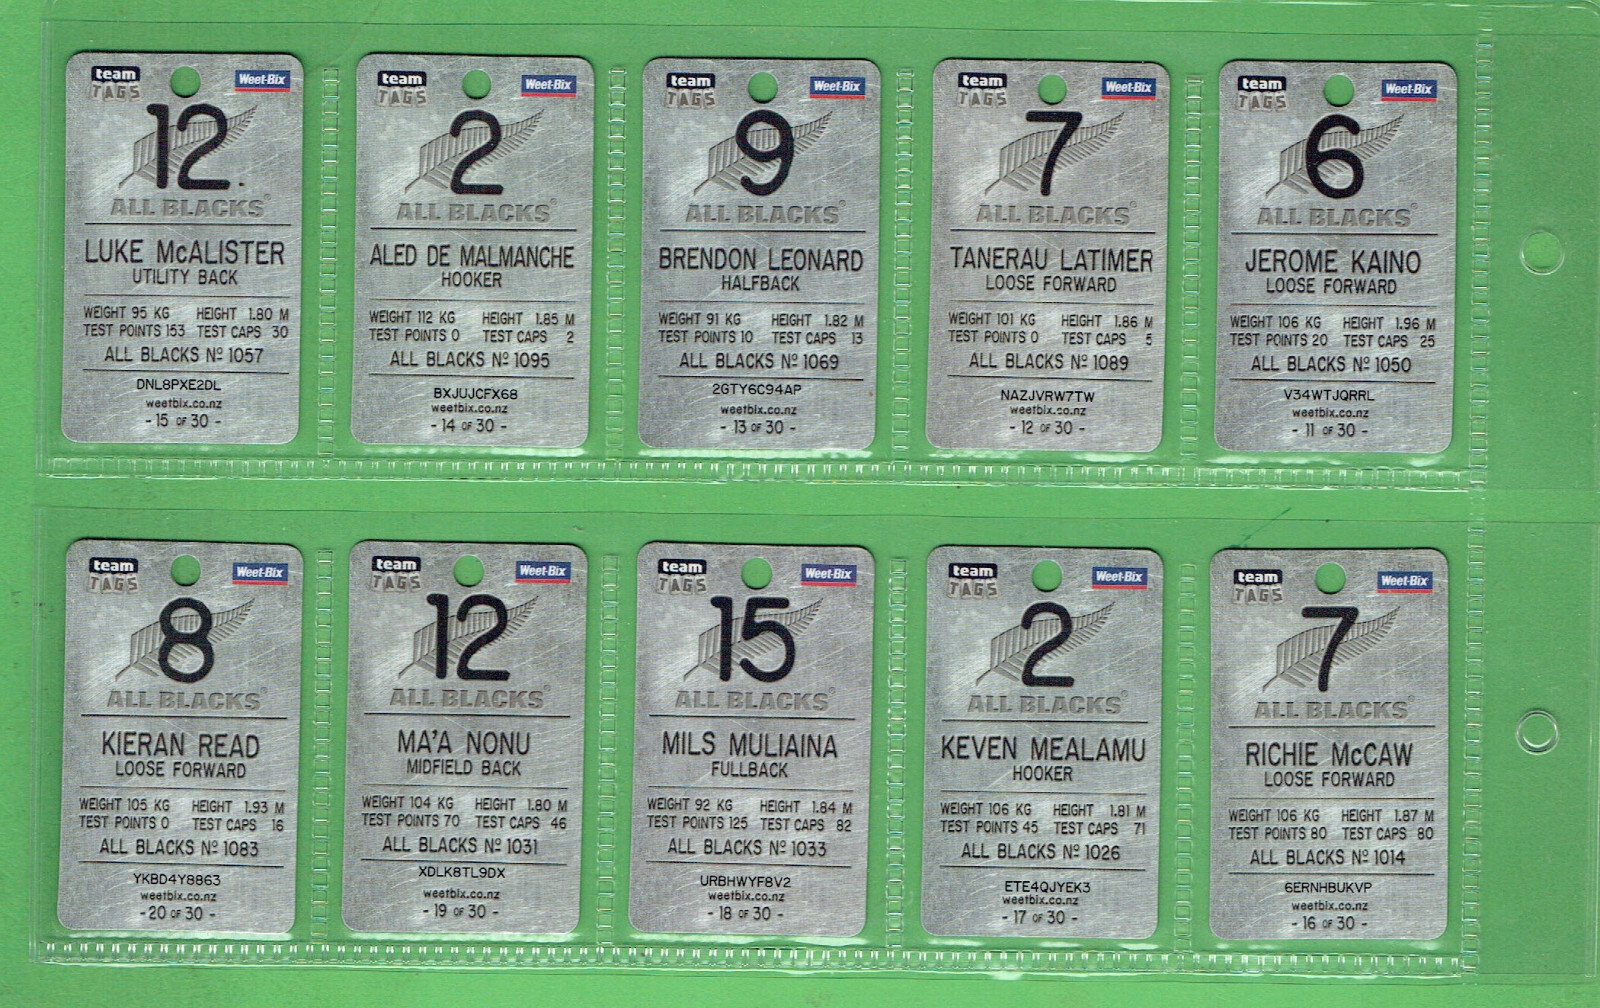 team
TAGS
Weet-Bix
12
ALL BLACKS
LUKE McALISTER
UTILITY BACK
WEIGHT 95 KG HEIGHT 1.80 M
TEST POINTS 153 TEST CAPS 30
ALL BLACKS Nº 1057
DNL8PXE2DL
weetbix.co.nz
- 15 OF 30 -
team
TAGS
Weet-Bix
2
ALL BLACKS
ALED DE MALMANCHE
HOOKER
WEIGHT 112 KG HEIGHT 1.85 M
TEST POINTS 0 TEST CAPS 2
ALL BLACKS Nº 1095
BXJUJCFX68
weetbix.co.nz
- 14 OF 30 -
team
TAGS
Weet-Bix
9
ALL BLACKS
BRENDON LEONARD
HALFBACK
WEIGHT 91 KG HEIGHT 1.82 M
TEST POINTS 10 TEST CAPS 13
ALL BLACKS Nº 1069
2GTY6C94AP
weetbix.co.nz
- 13 OF 30 -
team
TAGS
Weet-Bix
7
ALL BLACKS
TANERAU LATIMER
LOOSE FORWARD
WEIGHT 101 KG HEIGHT 1.86 M
TEST POINTS 0 TEST CAPS 5
ALL BLACKS Nº 1089
NAZJVRW7TW
weetbix.co.nz
- 12 OF 30 -
team
TAGS
Weet-Bix
6
ALL BLACKS
JEROME KAINO
LOOSE FORWARD
WEIGHT 106 KG HEIGHT 1.96 M
TEST POINTS 20 TEST CAPS 25
ALL BLACKS Nº 1050
V34WTJQRRL
weetbix.co.nz
- 11 OF 30 -
team
TAGS
Weet-Bix
8
ALL BLACKS
KIERAN READ
LOOSE FORWARD
WEIGHT 105 KG HEIGHT 1.93 M
TEST POINTS 0 TEST CAPS 16
ALL BLACKS Nº 1083
YKBD4Y8863
weetbix.co.nz
- 20 OF 30 -
team
TAGS
Weet-Bix
12
ALL BLACKS
MA'A NONU
MIDFIELD BACK
WEIGHT 104 KG HEIGHT 1.80 M
TEST POINTS 70 TEST CAPS 46
ALL BLACKS Nº 1031
XDLK8TL9DX
weetbix.co.nz
- 19 OF 30 -
team
TAGS
Weet-Bix
15
ALL BLACKS
MILS MULIAINA
FULLBACK
WEIGHT 92 KG HEIGHT 1.84 M
TEST POINTS 125 TEST CAPS 82
ALL BLACKS Nº 1033
URBHWYF8V2
weetbix.co.nz
- 18 OF 30 -
team
TAGS
Weet-Bix
2
ALL BLACKS
KEVEN MEALAMU
HOOKER
WEIGHT 106 KG HEIGHT 1.81 M
TEST POINTS 45 TEST CAPS 71
ALL BLACKS Nº 1026
ETE4QJYEK3
weetbix.co.nz
- 17 OF 30 -
team
TAGS
Weet-Bix
7
ALL BLACKS
RICHIE McCAW
LOOSE FORWARD
WEIGHT 106 KG HEIGHT 1.87 M
TEST POINTS 80 TEST CAPS 80
ALL BLACKS Nº 1014
6ERNHBUKVP
weetbix.co.nz
- 16 OF 30 -